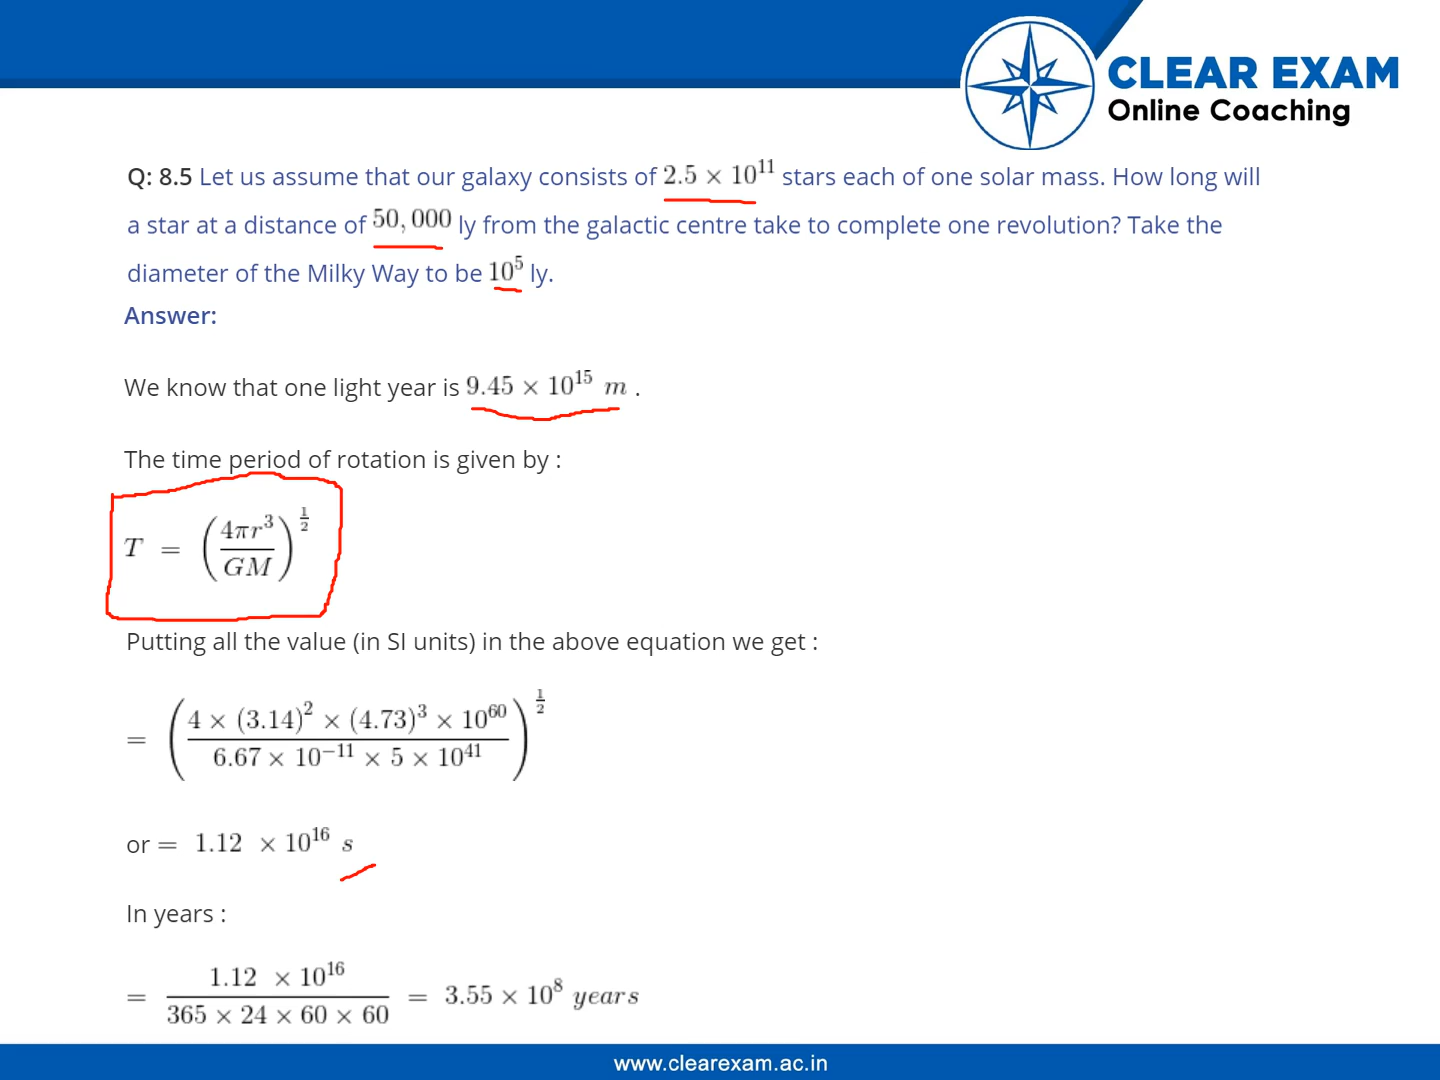 CLEAR EXAM
Online Coaching
Q: 8.5 Let us assume that our galaxy consists of 2.5 × 10^11 stars each of one solar mass. How long will
a star at a distance of 50,000 ly from the galactic centre take to complete one revolution? Take the
diameter of the Milky Way to be 10^5 ly.
Answer:
We know that one light year is 9.45 × 10^15 m .
The time period of rotation is given by :
T = (4πr^3 / GM)^(1/2)
Putting all the value (in SI units) in the above equation we get :
= (4 × (3.14)^2 × (4.73)^3 × 10^60 / 6.67 × 10^−11 × 5 × 10^41)^(1/2)
or = 1.12 × 10^16 s
In years :
= 1.12 × 10^16 / 365 × 24 × 60 × 60 = 3.55 × 10^8 years
www.clearexam.ac.in